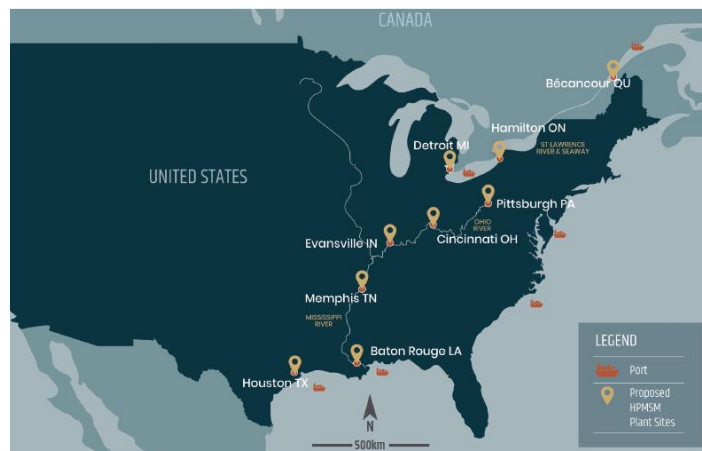 CANADA
Bécancour QU
Hamilton ON
Detroit MI
ST LAWRENCE
RIVER & SEAWAY
UNITED STATES
Pittsburgh PA
OHIO
RIVER
Evansville IN
Cincinnati OH
Memphis TN
MISSISSIPPI
RIVER
Baton Rouge LA
Houston TX
N
500km
LEGEND
Port
Proposed
HPMSM
Plant Sites